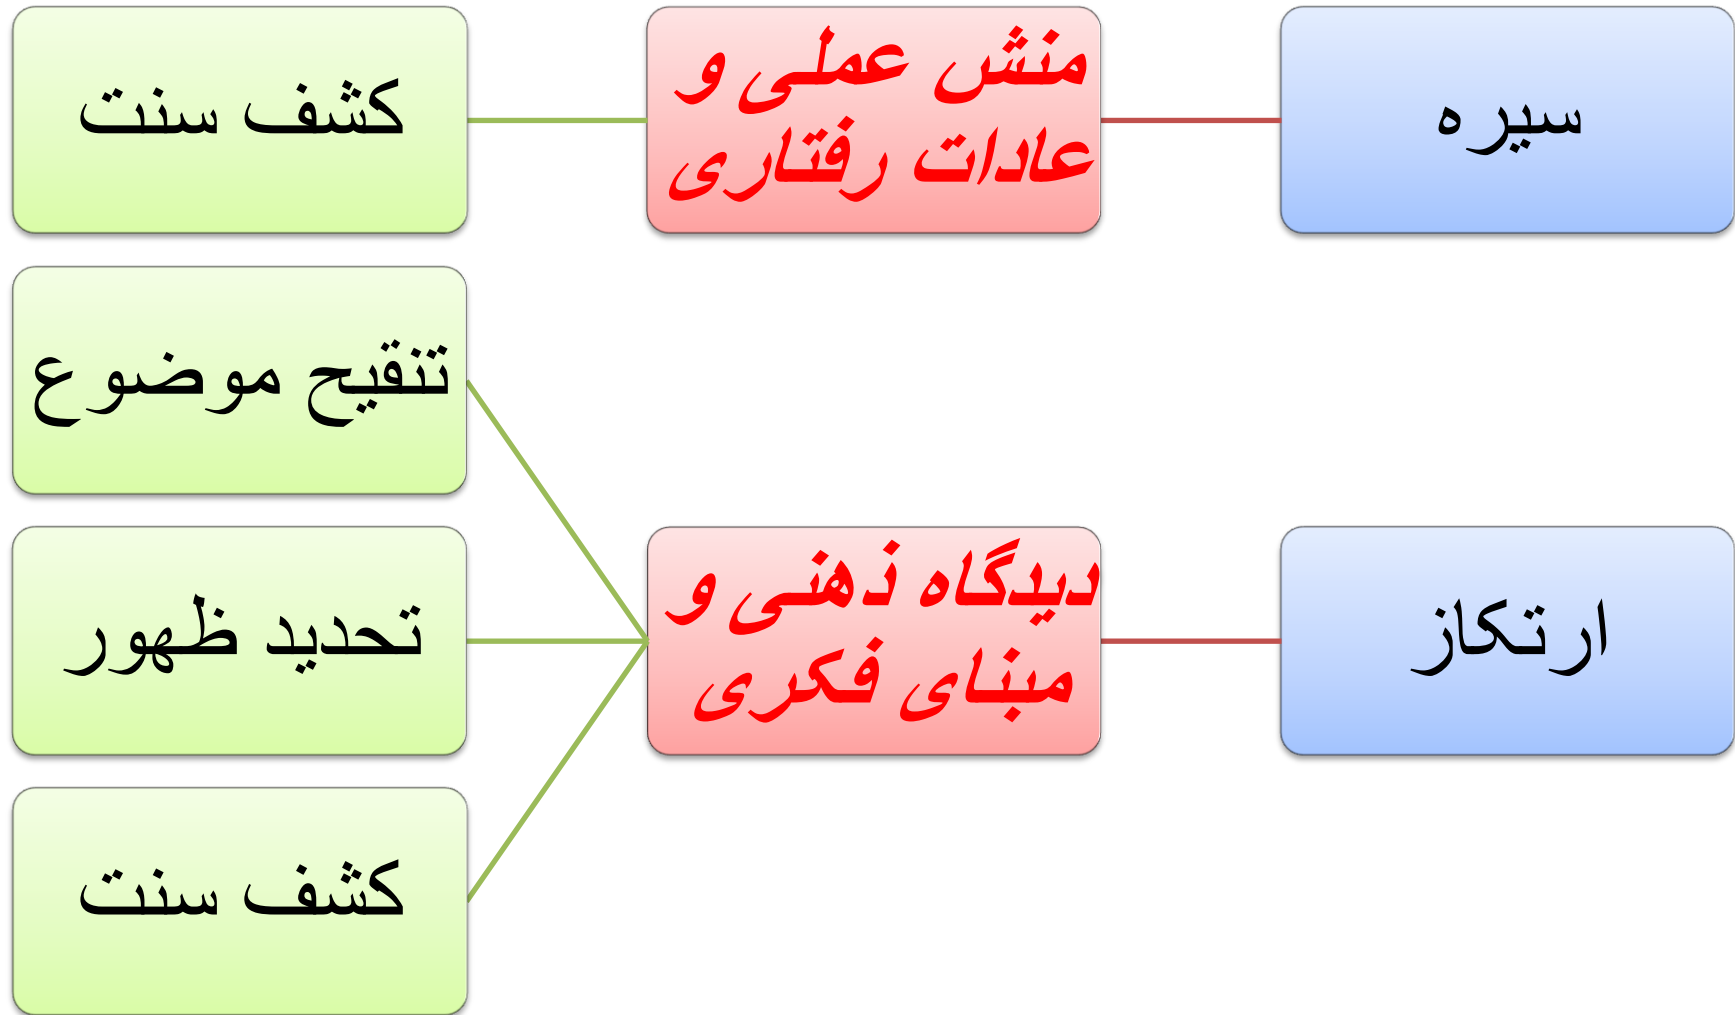 سیره
منش عملی و
عادات رفتاری
کشف سنت
ارتکاز
دیدگاه ذهنی و
مبنای فکری
تنقیح موضوع
تحدید ظهور
کشف سنت